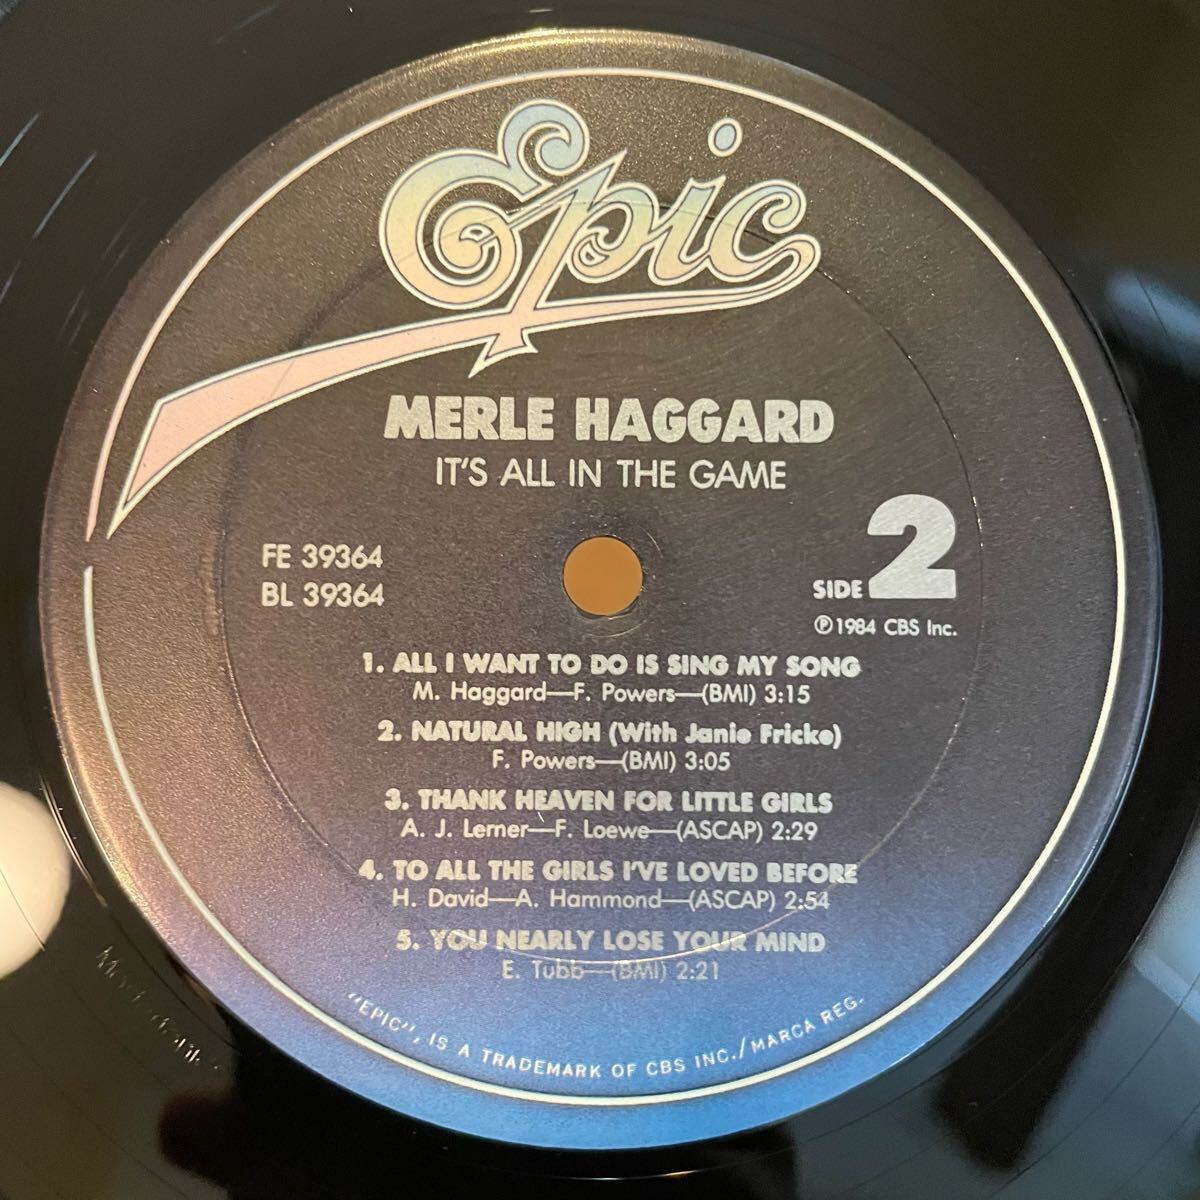 Epic
MERLE HAGGARD
IT'S ALL IN THE GAME
FE 39364
BL 39364
SIDE 2
℗1984 CBS Inc.
1. ALL I WANT TO DO IS SING MY SONG
M. Haggard—F. Powers—(BMI) 3:15
2. NATURAL HIGH (With Janie Fricke)
F. Powers—(BMI) 3:05
3. THANK HEAVEN FOR LITTLE GIRLS
A. J. Lerner—F. Loewe—(ASCAP) 2:29
4. TO ALL THE GIRLS I'VE LOVED BEFORE
H. David—A. Hammond—(ASCAP) 2:54
5. YOU NEARLY LOSE YOUR MIND
E. Tubb—(BMI) 2:21
"EPIC", IS A TRADEMARK OF CBS INC./MARCA REG.